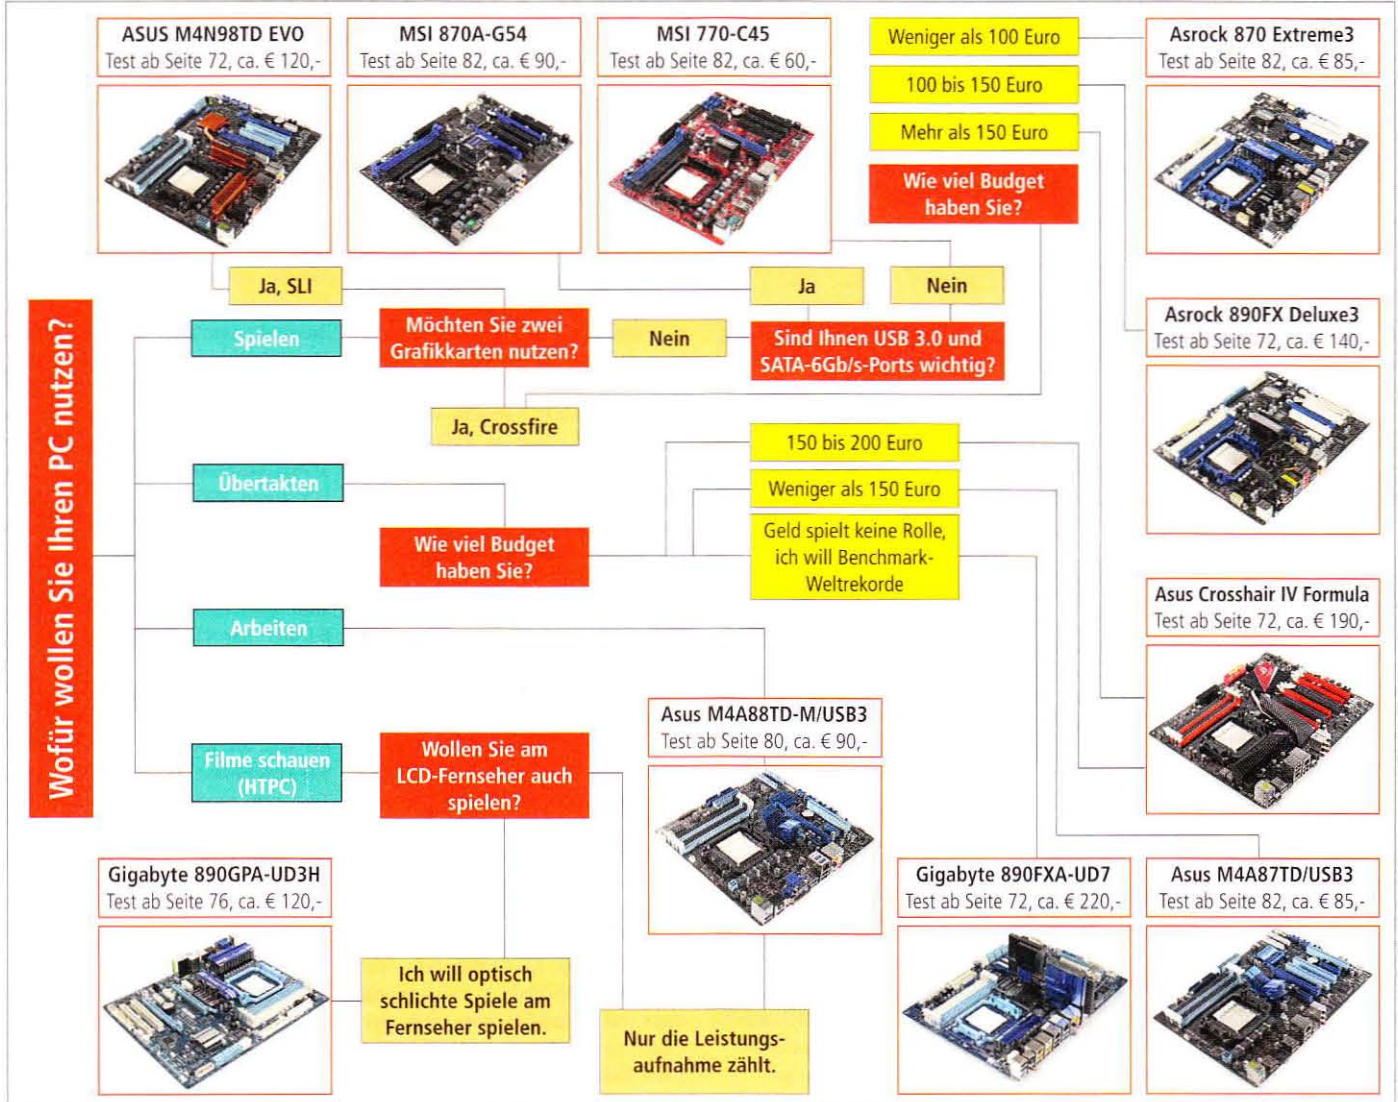 ASUS M4N98TD EVO
Test ab Seite 72, ca. € 120,-
MSI 870A-G54
Test ab Seite 82, ca. € 90,-
MSI 770-C45
Test ab Seite 82, ca. € 60,-
Weniger als 100 Euro
100 bis 150 Euro
Mehr als 150 Euro
Wie viel Budget
haben Sie?
Asrock 870 Extreme3
Test ab Seite 82, ca. € 85,-
Ja, SLI
Ja
Nein
Wofür wollen Sie Ihren PC nutzen?
Spielen
Möchten Sie zwei
Grafikkarten nutzen?
Nein
Sind Ihnen USB 3.0 und
SATA-6Gb/s-Ports wichtig?
Asrock 890FX Deluxe3
Test ab Seite 72, ca. € 140,-
Ja, Crossfire
150 bis 200 Euro
Übertakten
Weniger als 150 Euro
Wie viel Budget
haben Sie?
Geld spielt keine Rolle,
ich will Benchmark-
Weltrekorde
Asus Crosshair IV Formula
Test ab Seite 72, ca. € 190,-
Arbeiten
Asus M4A88TD-M/USB3
Test ab Seite 80, ca. € 90,-
Filme schauen
(HTPC)
Wollen Sie am
LCD-Fernseher auch
spielen?
Gigabyte 890GPA-UD3H
Test ab Seite 76, ca. € 120,-
Gigabyte 890FXA-UD7
Test ab Seite 72, ca. € 220,-
Asus M4A87TD/USB3
Test ab Seite 82, ca. € 85,-
Ich will optisch
schlichte Spiele am
Fernseher spielen.
Nur die Leistungs-
aufnahme zählt.